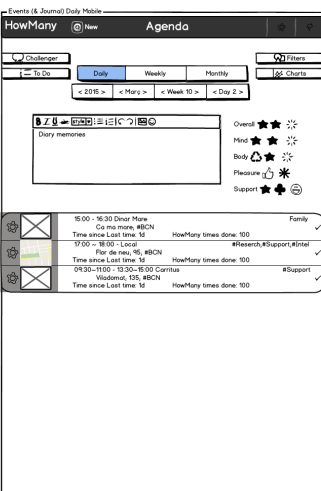 Events (& Journal) Daily Mobile
HowMany
@ New
Agenda
Challenger
Filters
To Do
Daily
Weekly
Monthly
Charts
< 2015 >
< Març >
< Week 10 >
< Day 2 >
B I U
Diary memories
Overall
Mind
Body
Pleasure
Support
15:00 - 16:30 Dinar Mare
Family
Ca ma mare, #BCN
Time since Last time: 1d
HowMany times done: 100
17:00 ~ 18:00 - Local
#Reserch,#Support,#Intel
Flor de neu, 95, #BCN
Time since Last time: 1d
HowMany times done: 100
09:30~11:00 - 13:30~15:00 Carritus
#Support
Viladomat, 135, #BCN
Time since Last time: 1d
HowMany times done: 100